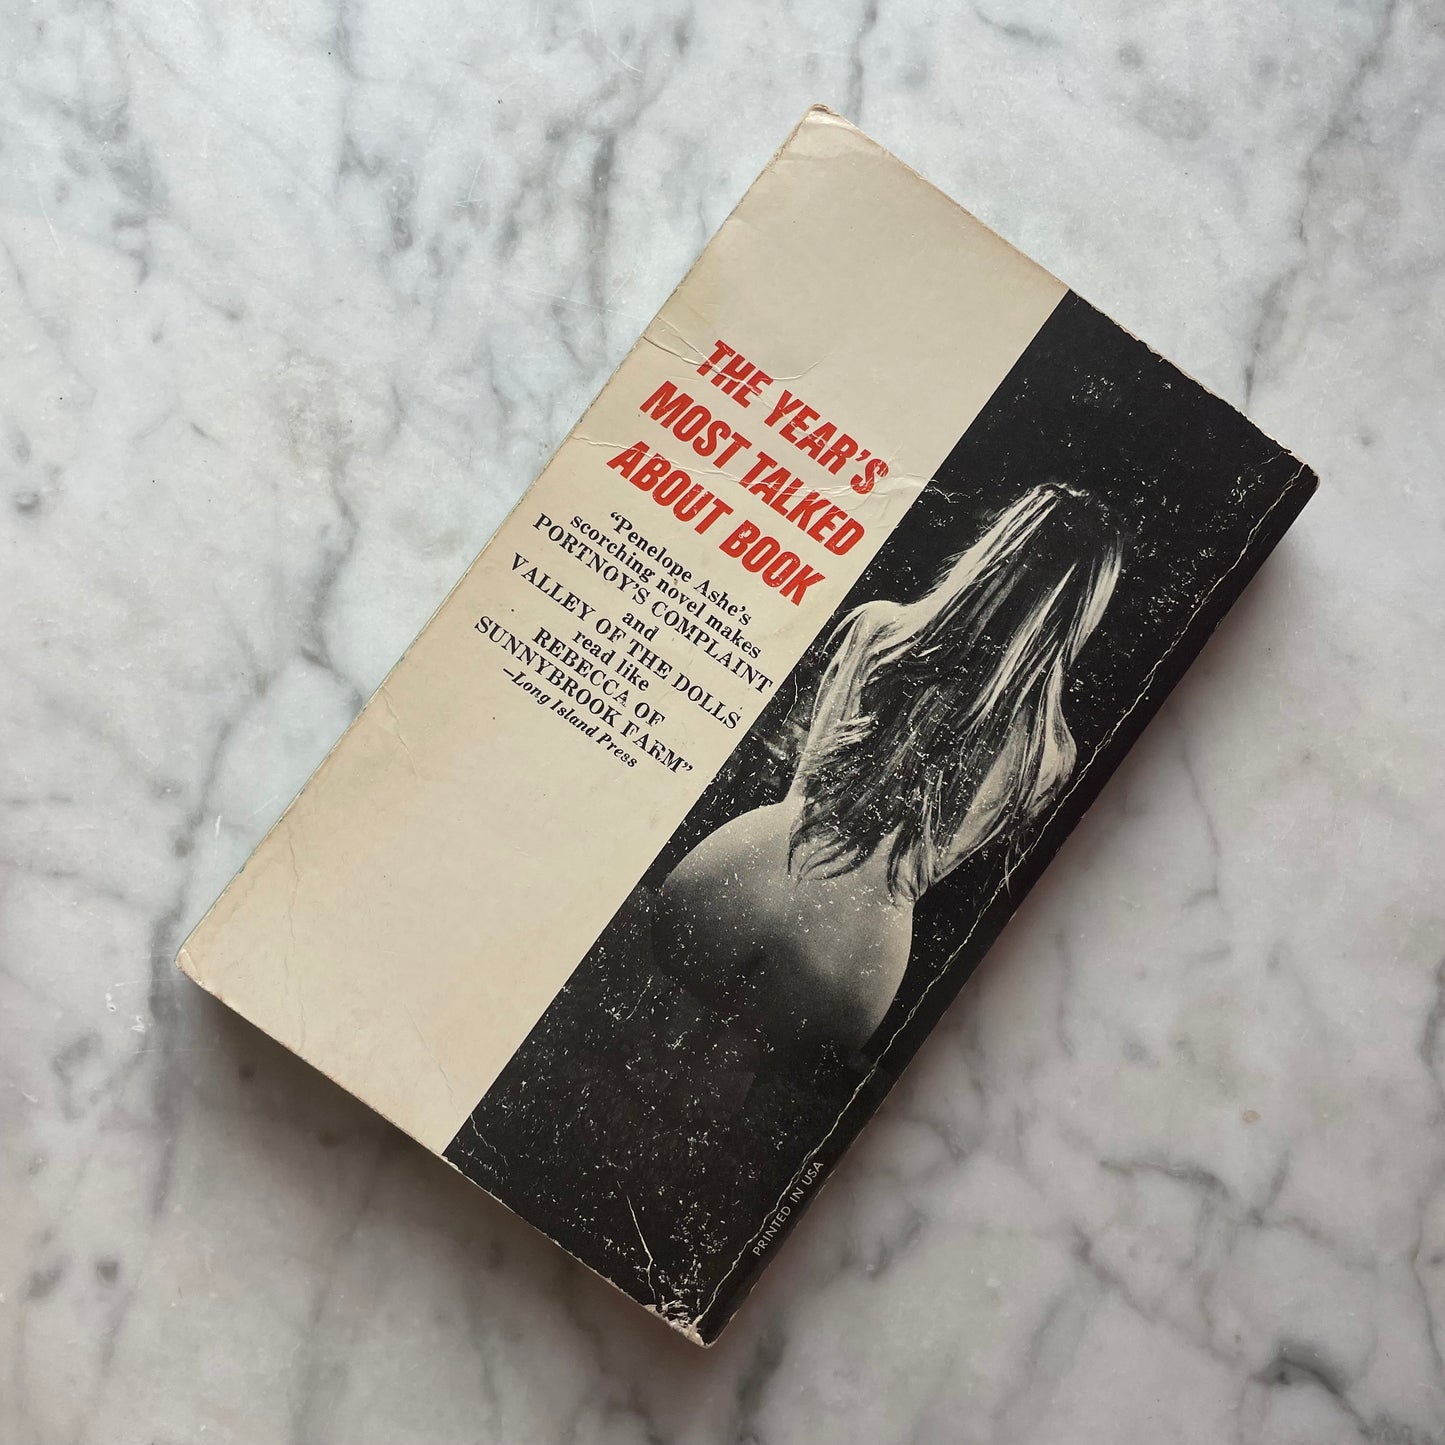 THE YEAR'S
MOST TALKED
ABOUT BOOK
“Penelope Ashe's
scorching novel makes
PORTNOY'S COMPLAINT
and
VALLEY OF THE DOLLS
read like
REBECCA OF
SUNNYBROOK FARM”
—Long Island Press
PRINTED IN USA